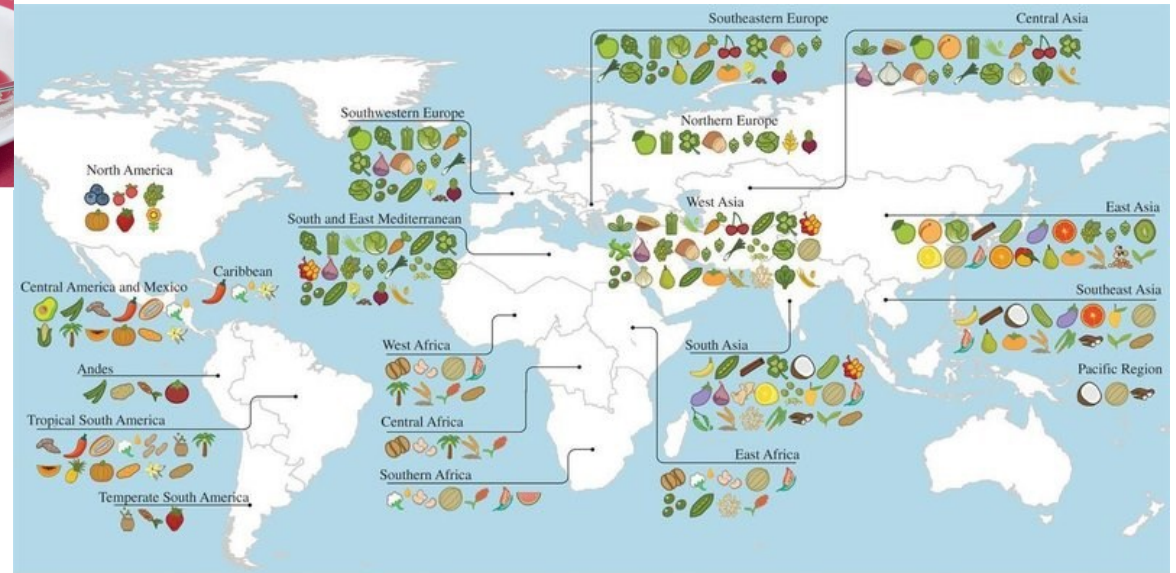 Southeastern Europe
Central Asia
Southwestern Europe
Northern Europe
North America
West Asia
East Asia
South and East Mediterranean
Caribbean
Central America and Mexico
Southeast Asia
West Africa
South Asia
Andes
Pacific Region
Tropical South America
Central Africa
East Africa
Southern Africa
Temperate South America